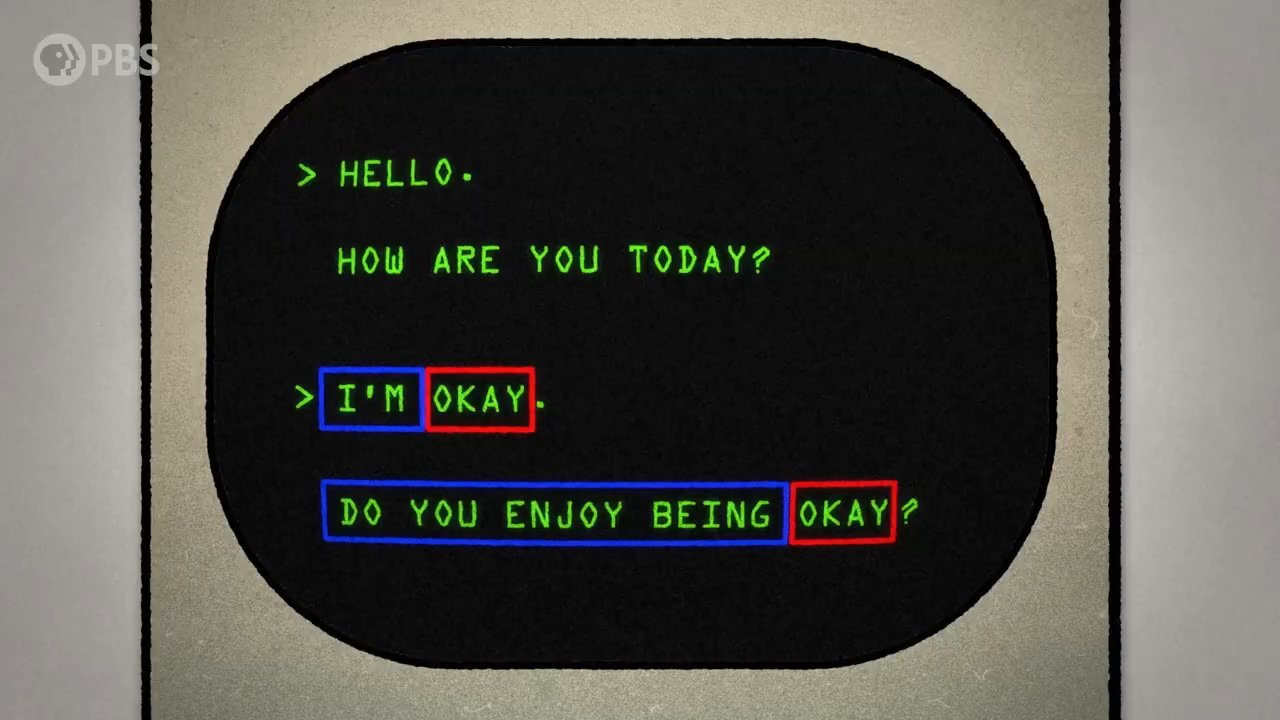 PBS
> HELLO.
HOW ARE YOU TODAY?
> I'M OKAY.
DO YOU ENJOY BEING OKAY?